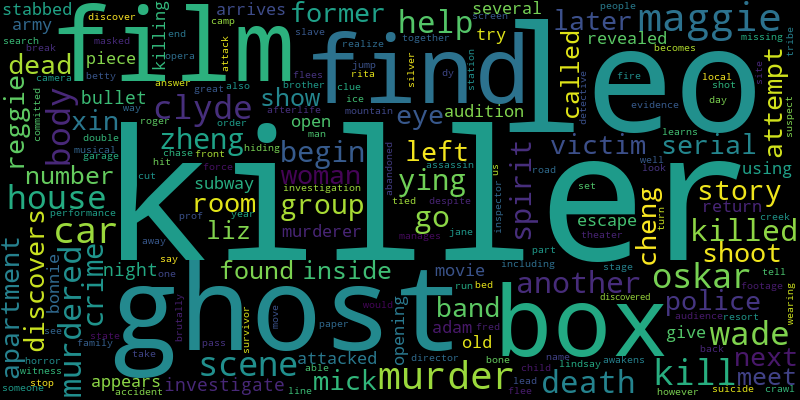 killer
ghost
film
find
leo
box
murder
car
kill
killed
wade
oskar
house
scene
body
clyde
maggie
help
called
former
later
arrives
several
try
revealed
stabbed
army
discover
camp
killing
attack
screen
people
missing
masked
realize
together
becomes
tribe
search
break
end
opera
slave
flees
dead
piece
camera
betty
answer
great
also
rita
jump
brother
clue
ice
silver
dy
station
fire
local
shot
day
site
suspect
detective
evidence
attempt
reggie
committed
bullet
way
show
eye
audition
open
xin
zheng
roger
order
afterlife
mountain
double
musical
garage
hit
chase
front
hiding
man
begin
left
abandoned
assassin
us
victim
serial
learns
well
look
using
number
cut
subway
force
woman
investigation
ying
tied
despite
inspector
spirit
road
set
cheng
turn
story
return
creek
room
group
go
performance
prof
year
liz
murderer
manages
jane
part
escape
theater
shoot
tell
discovers
apartment
bonnie
murdered
crime
night
away
say
one
found
inside
movie
including
stage
another
police
footage
wearing
audience
resort
discovered
next
meet
give
back
see
state
family
take
brutally
pass
survivor
move
paper
would
opening
band
adam
fred
run
bed
old
director
bone
name
child
lead
flee
lindsay
awakens
death
however
suicide
crawl
horror
witness
stop
someone
appears
accident
investigate
line
able
attacked
mick